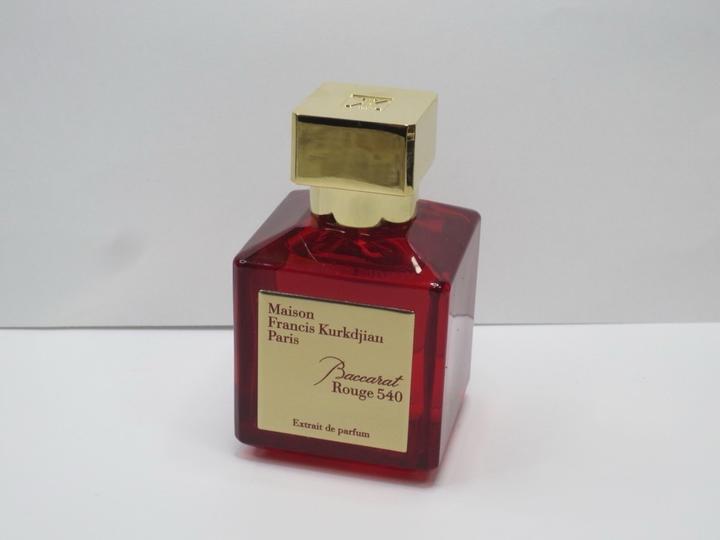 Maison
Francis Kurkdjian
Paris
Baccarat
Rouge 540
Extrait de parfum